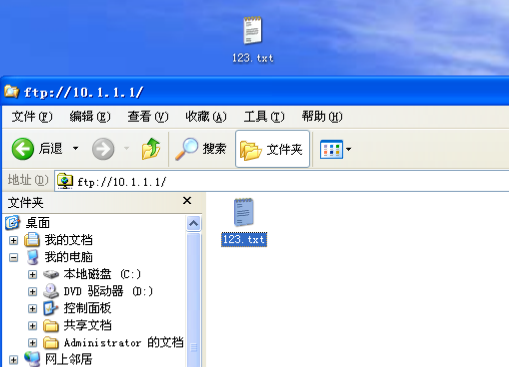 123.txt
ftp://10.1.1.1/
文件(F) 编辑(E) 查看(V) 收藏(A) 工具(T) 帮助(H)
后退 搜索 文件夹
地址(D) ftp://10.1.1.1/
文件夹
123.txt
桌面
我的文档
我的电脑
本地磁盘 (C:)
DVD 驱动器 (D:)
控制面板
共享文档
Administrator 的文档
网上邻居